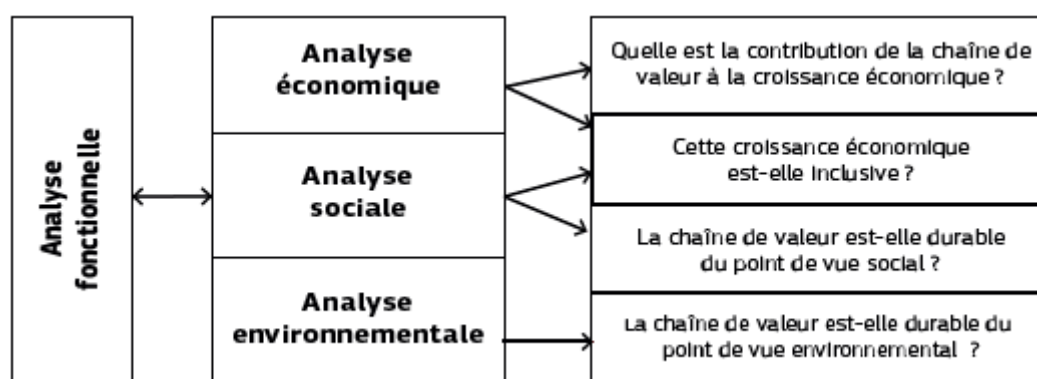 Analyse
fonctionnelle
Analyse
économique
Analyse
sociale
Analyse
environnementale
Quelle est la contribution de la chaîne de
valeur à la croissance économique ?
Cette croissance économique
est-elle inclusive ?
La chaîne de valeur est-elle durable
du point de vue social ?
La chaîne de valeur est-elle durable du
point de vue environnemental ?